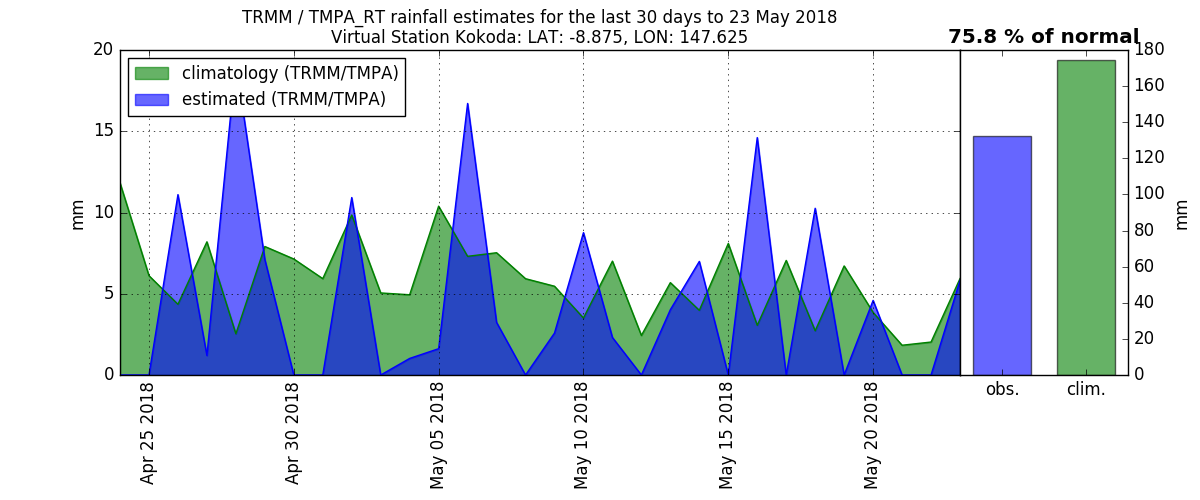 TRMM / TMPA_RT rainfall estimates for the last 30 days to 23 May 2018
Virtual Station Kokoda: LAT: -8.875, LON: 147.625
75.8 % of normal
climatology (TRMM/TMPA)
estimated (TRMM/TMPA)
20
15
10
5
0
mm
Apr 25 2018
Apr 30 2018
May 05 2018
May 10 2018
May 15 2018
May 20 2018
180
160
140
120
100
80
60
40
20
0
mm
obs.
clim.